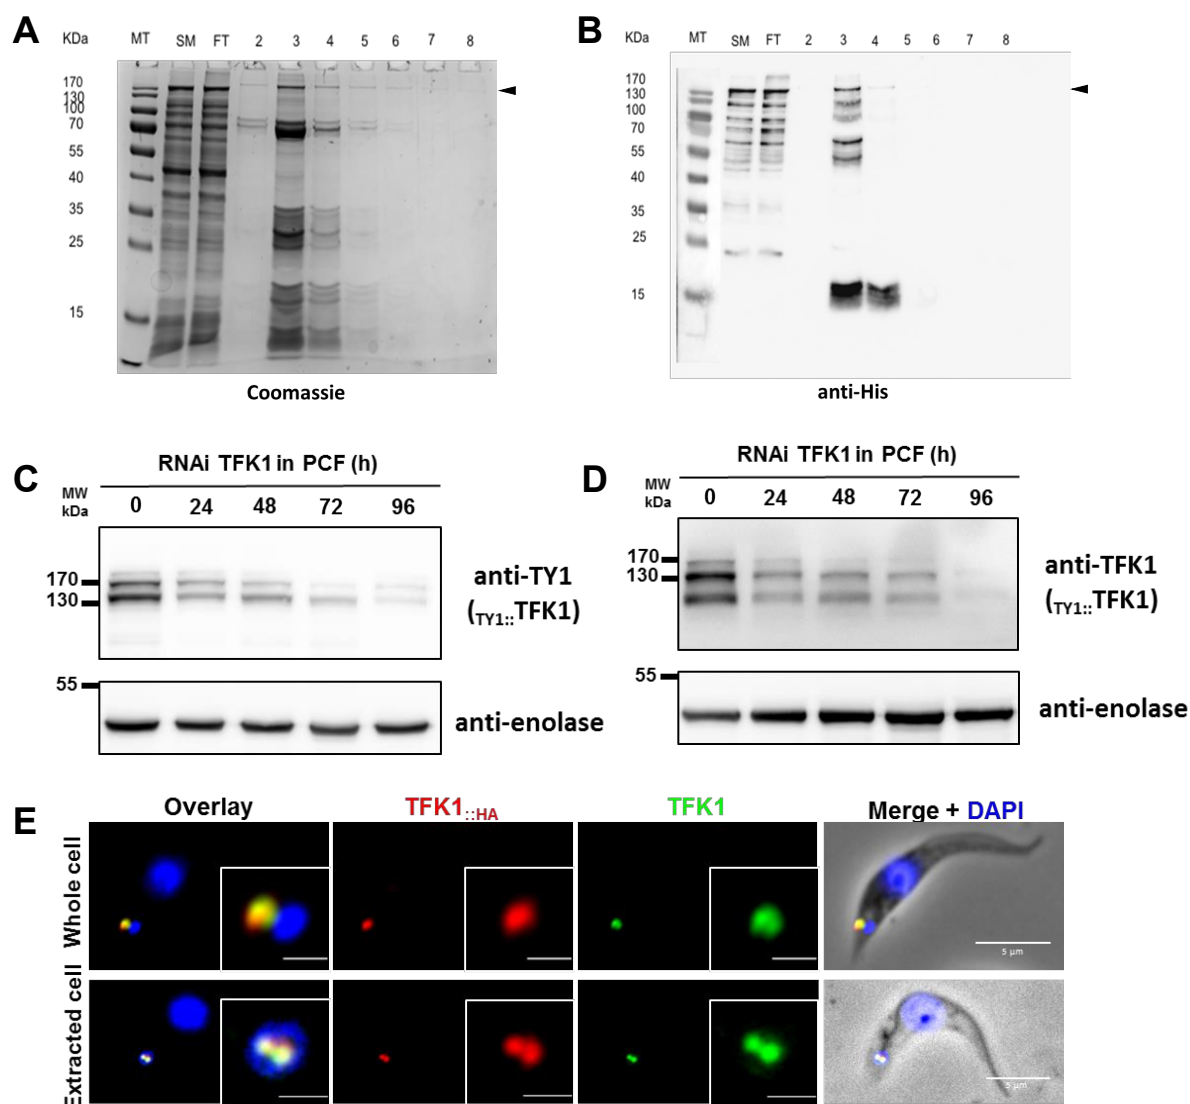 A
KDa MT SM FT 2 3 4 5 6 7 8
170
130
100
70
55
40
35
25
15
Coomassie
B
KDa MT SM FT 2 3 4 5 6 7 8
170
130
100
70
55
40
35
25
15
anti-His
C
RNAi TFK1 in PCF (h)
MW
kDa
0 24 48 72 96
170
130
anti-TY1
(TY1::TFK1)
55
anti-enolase
D
RNAi TFK1 in PCF (h)
MW
kDa
0 24 48 72 96
170
130
anti-TFK1
(TY1::TFK1)
55
anti-enolase
E
Overlay TFK1::HA TFK1 Merge + DAPI
Whole cell
5 µm
Extracted cell
5 µm